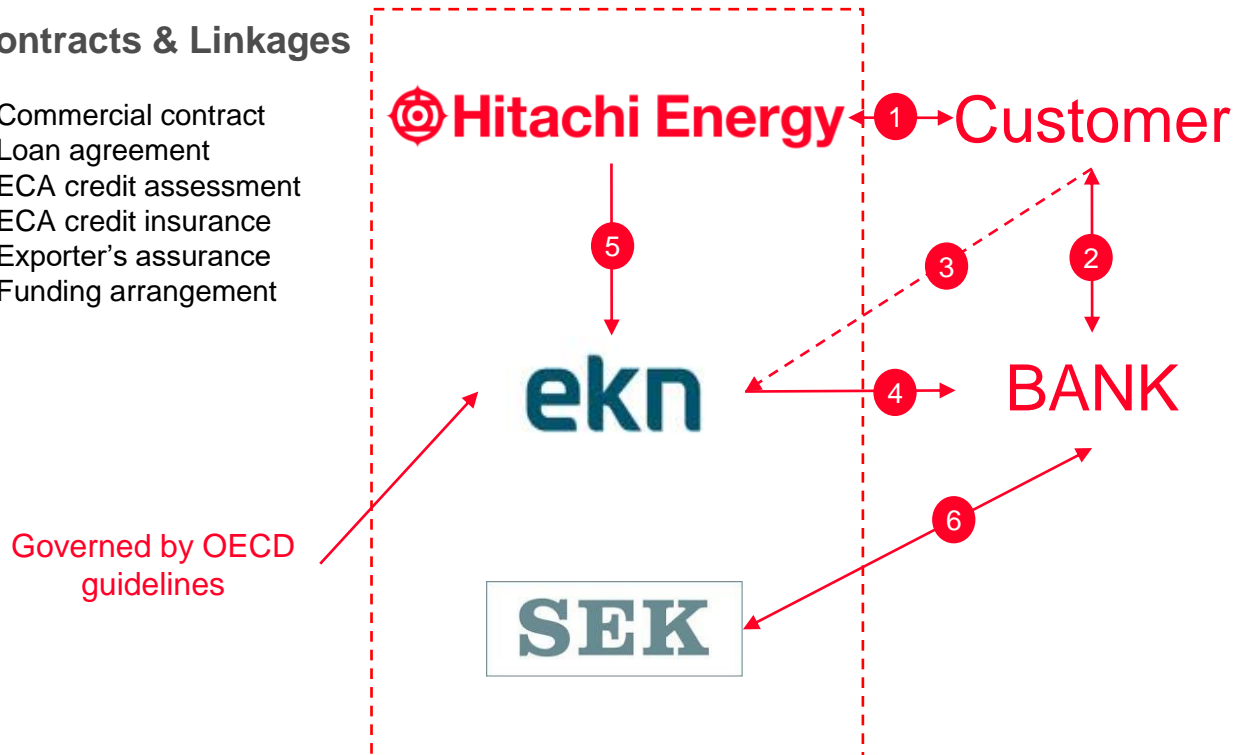 ontracts & Linkages
Commercial contract
Loan agreement
ECA credit assessment
ECA credit insurance
Exporter's assurance
Funding arrangement
Hitachi Energy
1
Customer
5
3
2
ekn
4
BANK
Governed by OECD
guidelines
6
SEK